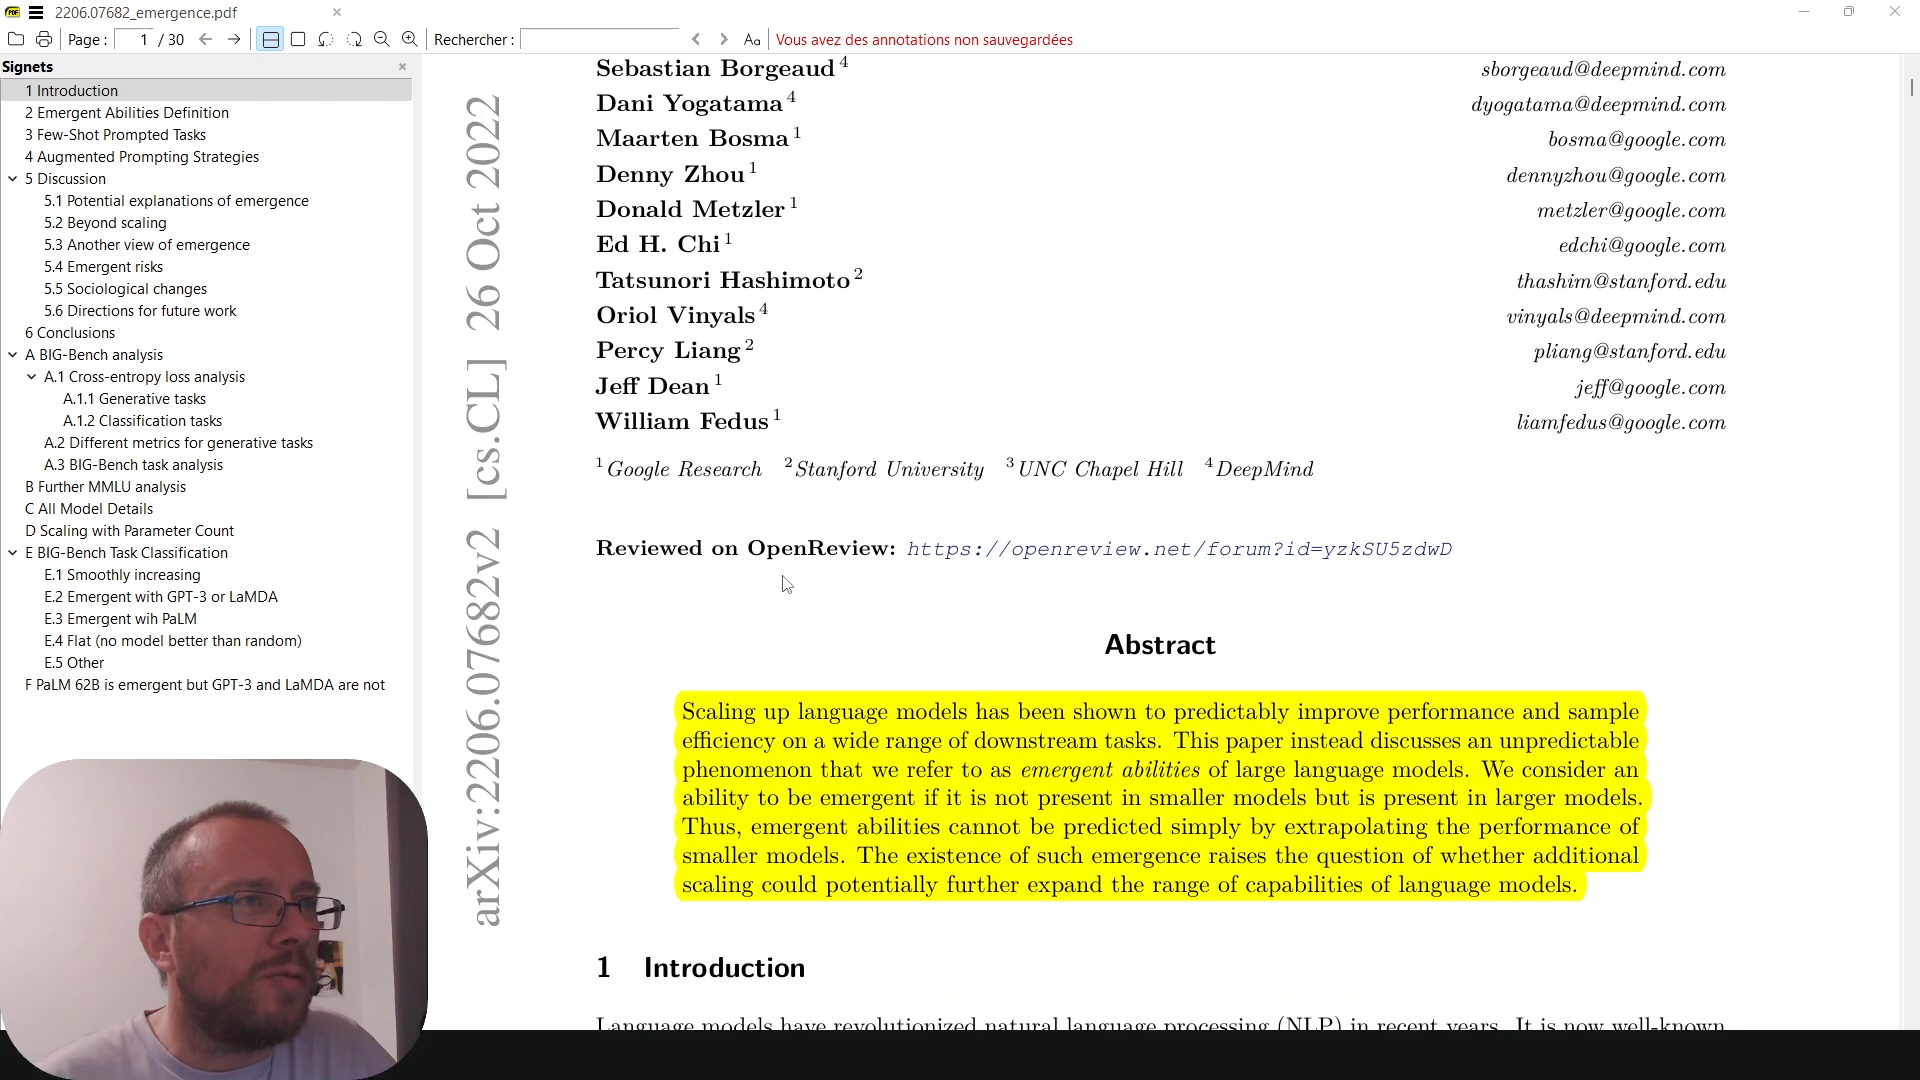 2206.07682_emergence.pdf
Page : 1 / 30 Rechercher : Aa Vous avez des annotations non sauvegardées
Signets
1 Introduction
2 Emergent Abilities Definition
3 Few-Shot Prompted Tasks
4 Augmented Prompting Strategies
5 Discussion
5.1 Potential explanations of emergence
5.2 Beyond scaling
5.3 Another view of emergence
5.4 Emergent risks
5.5 Sociological changes
5.6 Directions for future work
6 Conclusions
A BIG-Bench analysis
A.1 Cross-entropy loss analysis
A.1.1 Generative tasks
A.1.2 Classification tasks
A.2 Different metrics for generative tasks
A.3 BIG-Bench task analysis
B Further MMLU analysis
C All Model Details
D Scaling with Parameter Count
E BIG-Bench Task Classification
E.1 Smoothly increasing
E.2 Emergent with GPT-3 or LaMDA
E.3 Emergent wih PaLM
E.4 Flat (no model better than random)
E.5 Other
F PaLM 62B is emergent but GPT-3 and LaMDA are not
arXiv:2206.07682v2 [cs.CL] 26 Oct 2022
Sebastian Borgeaud 4 sborgeaud@deepmind.com
Dani Yogatama 4 dyogatama@deepmind.com
Maarten Bosma 1 bosma@google.com
Denny Zhou 1 dennyzhou@google.com
Donald Metzler 1 metzler@google.com
Ed H. Chi 1 edchi@google.com
Tatsunori Hashimoto 2 thashim@stanford.edu
Oriol Vinyals 4 vinyals@deepmind.com
Percy Liang 2 pliang@stanford.edu
Jeff Dean 1 jeff@google.com
William Fedus 1 liamfedus@google.com
1 Google Research 2 Stanford University 3 UNC Chapel Hill 4 DeepMind
Reviewed on OpenReview: https://openreview.net/forum?id=yzkSU5zdwD
Abstract
Scaling up language models has been shown to predictably improve performance and sample
efficiency on a wide range of downstream tasks. This paper instead discusses an unpredictable
phenomenon that we refer to as emergent abilities of large language models. We consider an
ability to be emergent if it is not present in smaller models but is present in larger models.
Thus, emergent abilities cannot be predicted simply by extrapolating the performance of
smaller models. The existence of such emergence raises the question of whether additional
scaling could potentially further expand the range of capabilities of language models.
1 Introduction
Language models have revolutionized natural language processing (NLP) in recent years. It is now well-known